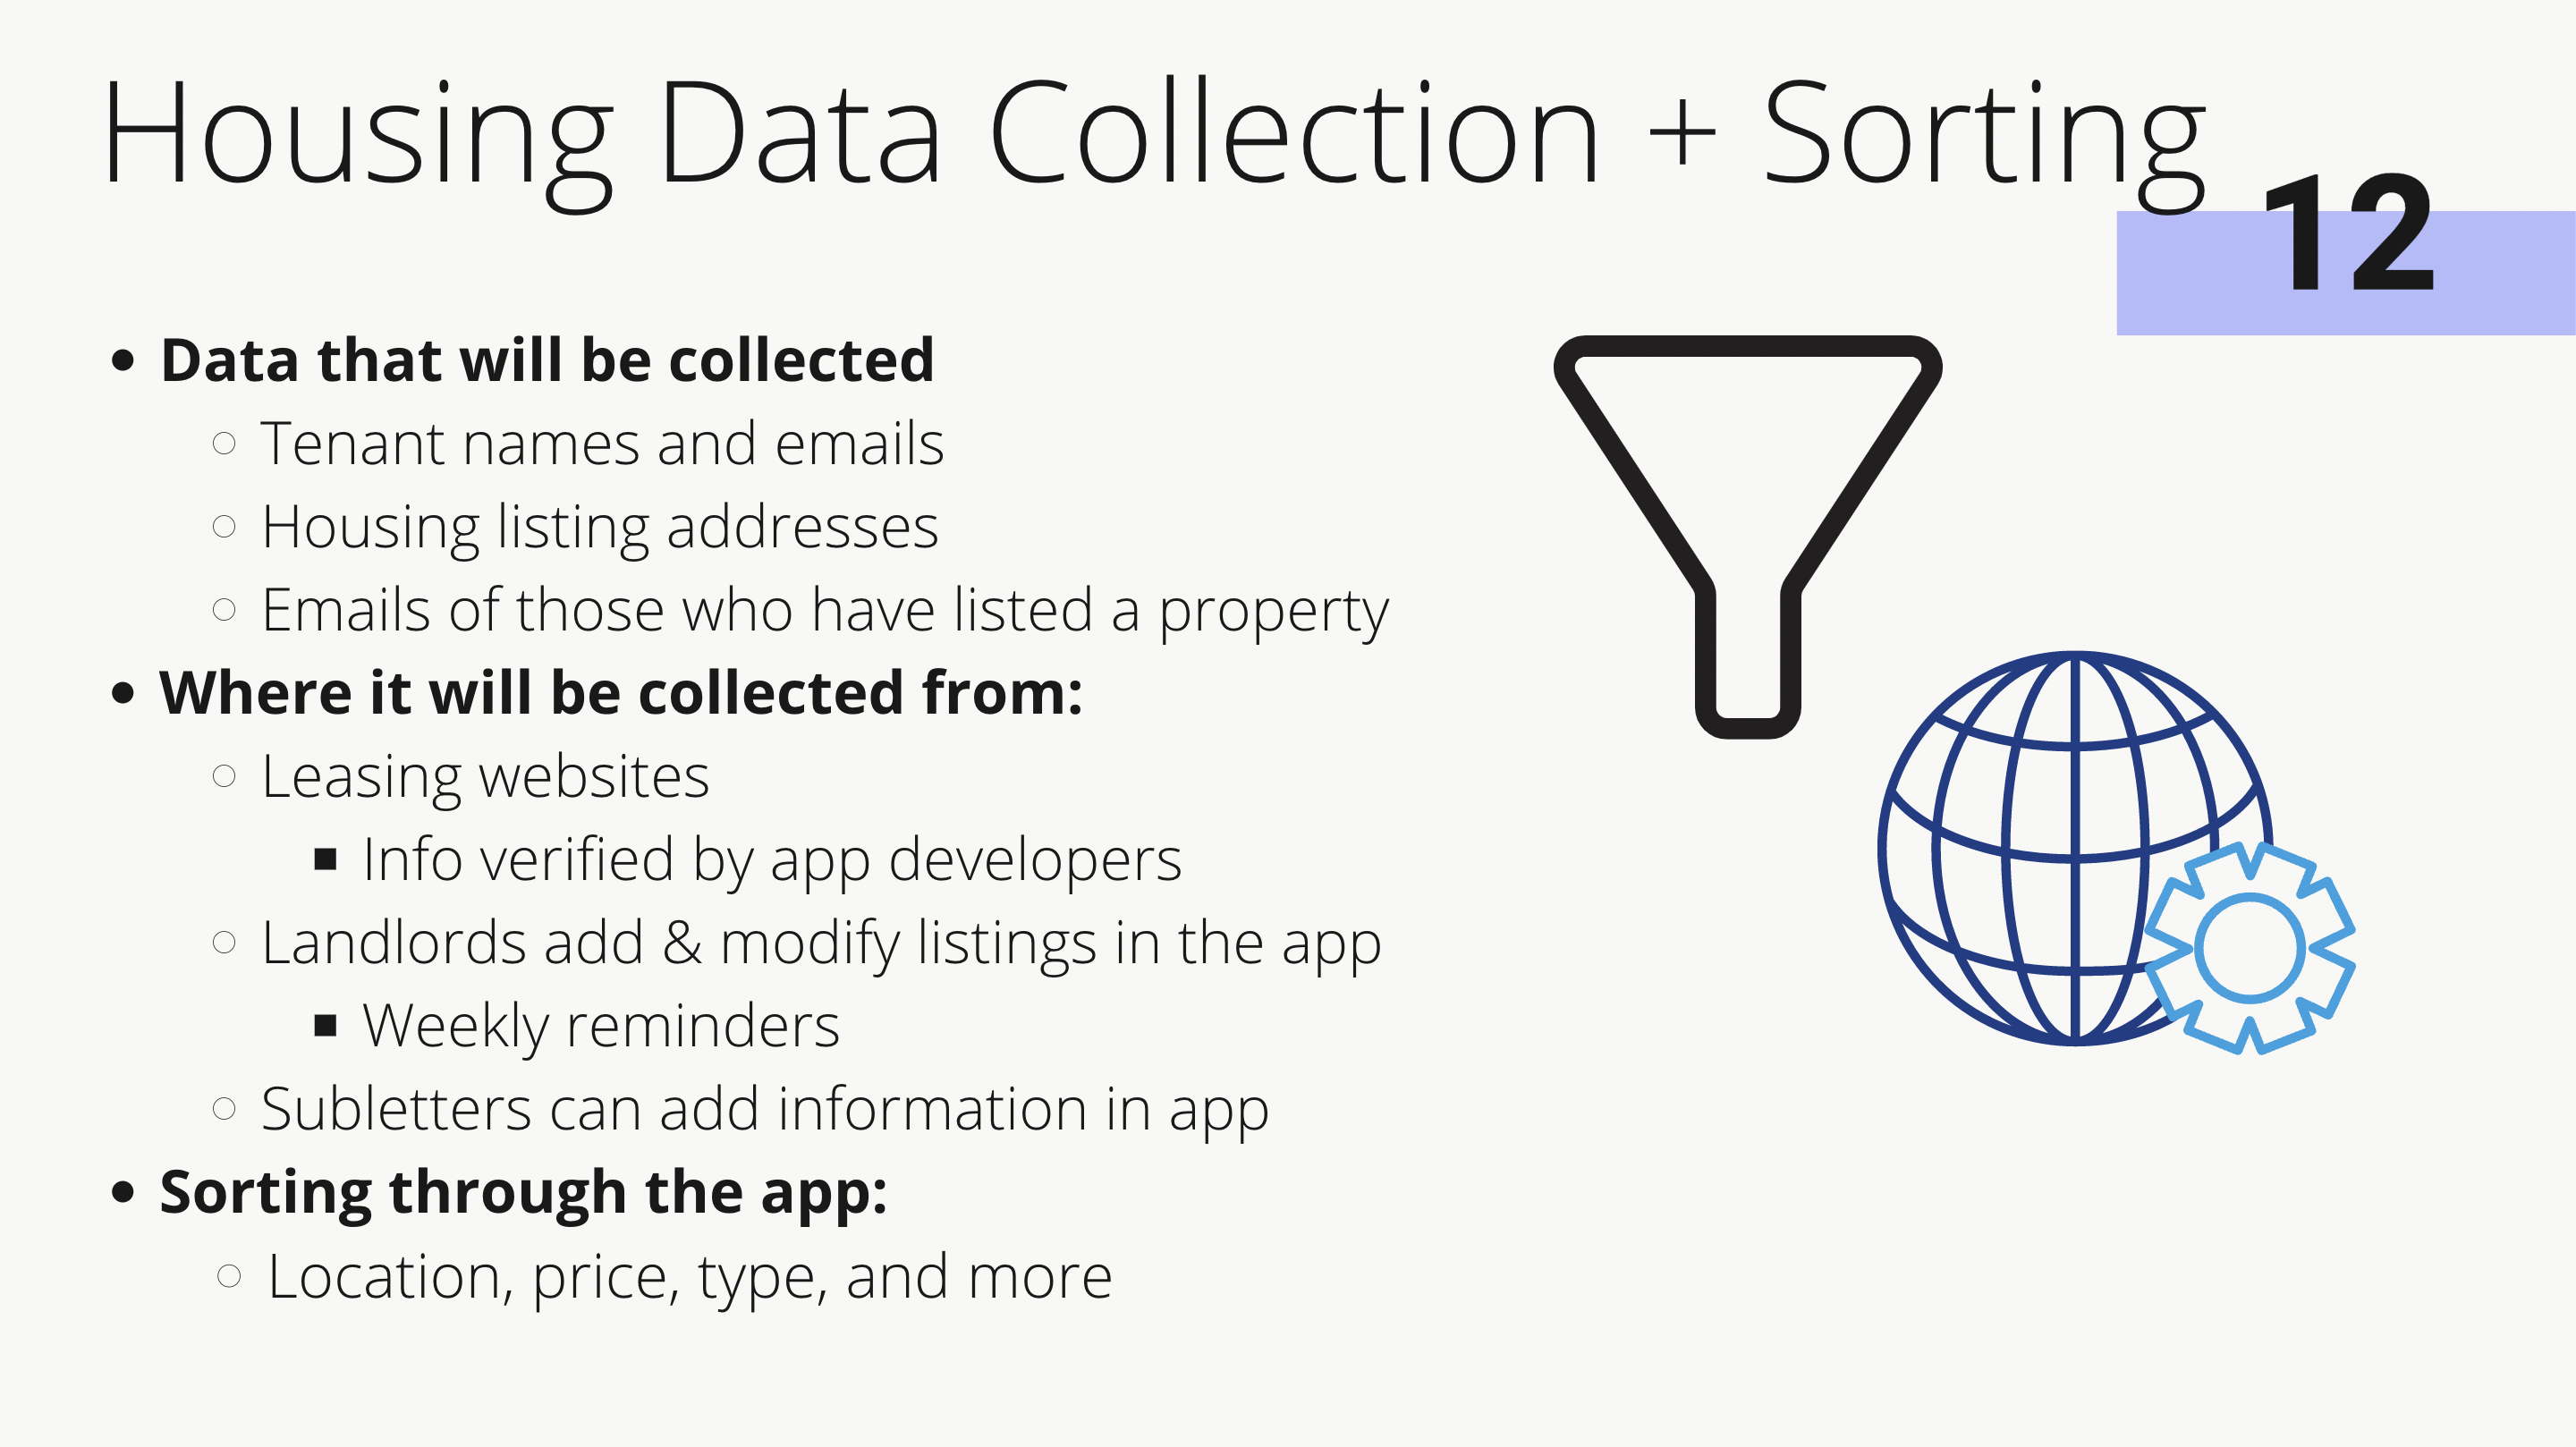 Housing Data Collection + Sorting
12
• Data that will be collected
○ Tenant names and emails
○ Housing listing addresses
○ Emails of those who have listed a property
• Where it will be collected from:
○ Leasing websites
■ Info verified by app developers
○ Landlords add & modify listings in the app
■ Weekly reminders
○ Subletters can add information in app
• Sorting through the app:
○ Location, price, type, and more